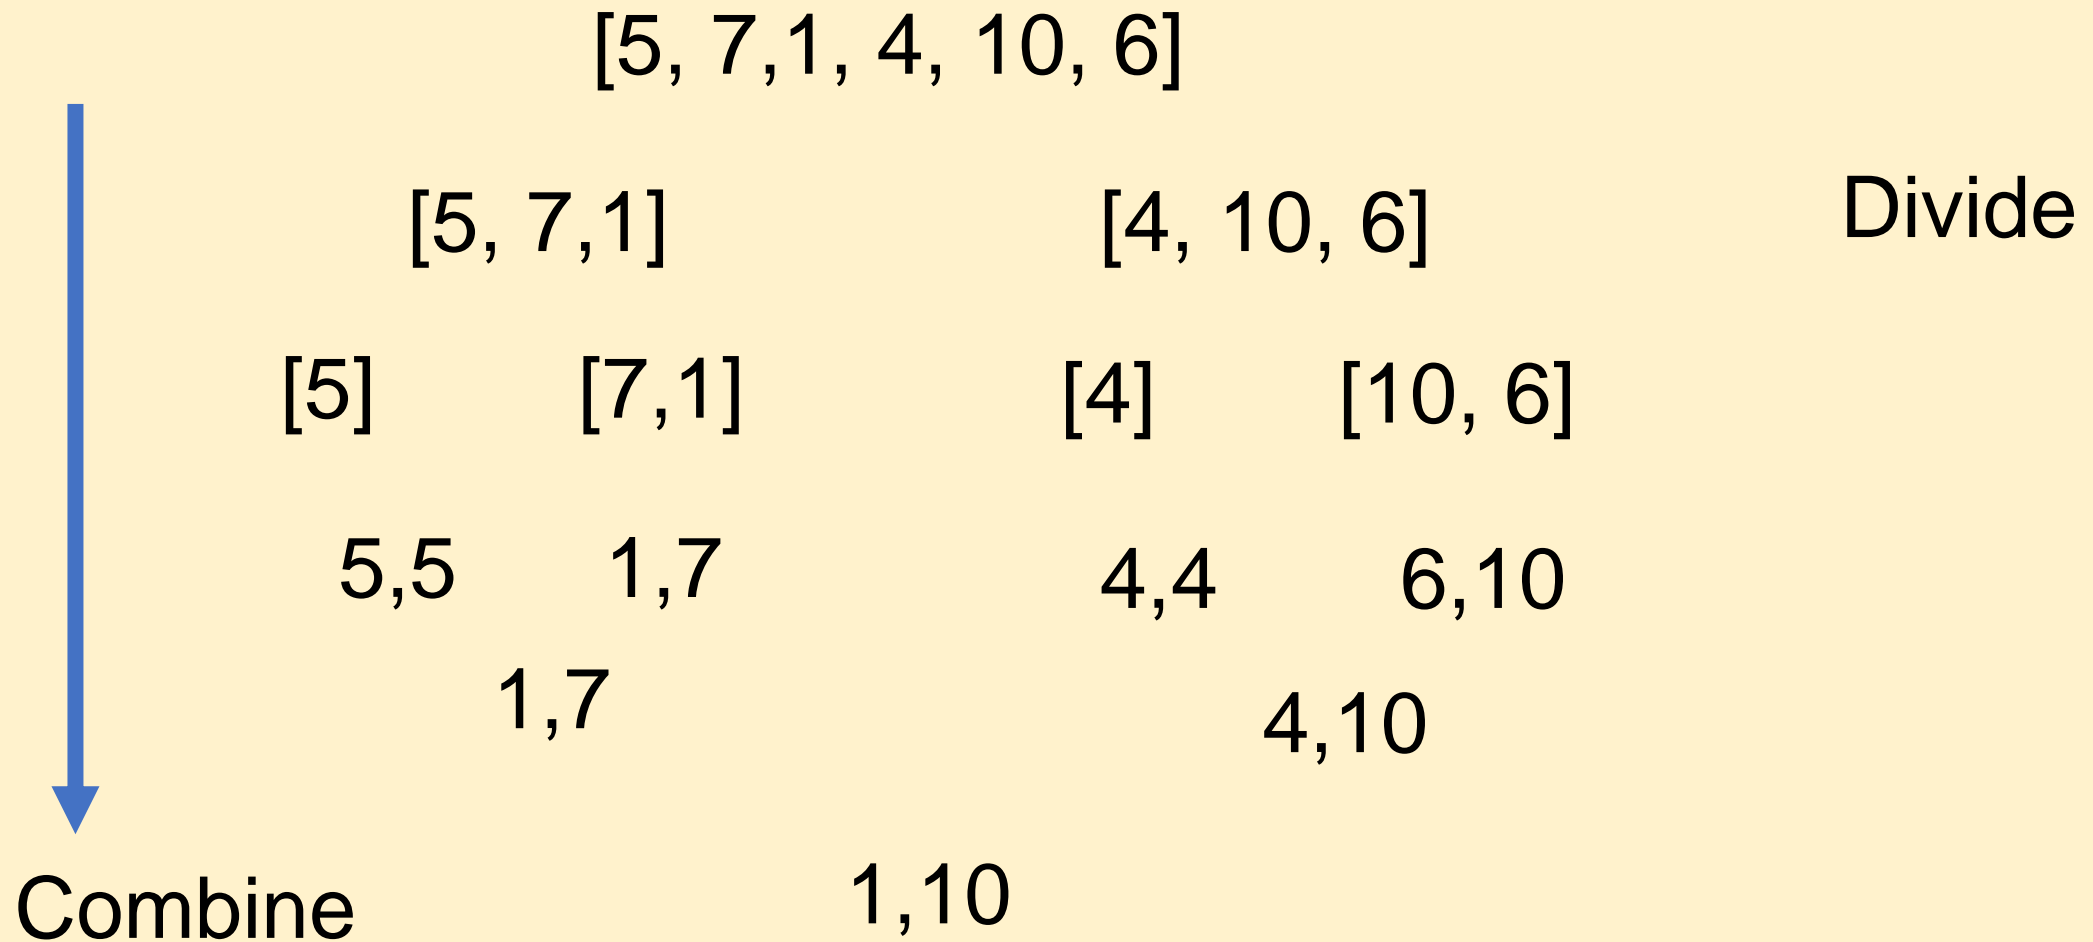 [5, 7,1, 4, 10, 6]
[5, 7,1] [4, 10, 6] Divide
[5] [7,1] [4] [10, 6]
5,5 1,7 4,4 6,10
1,7 4,10
Combine 1,10